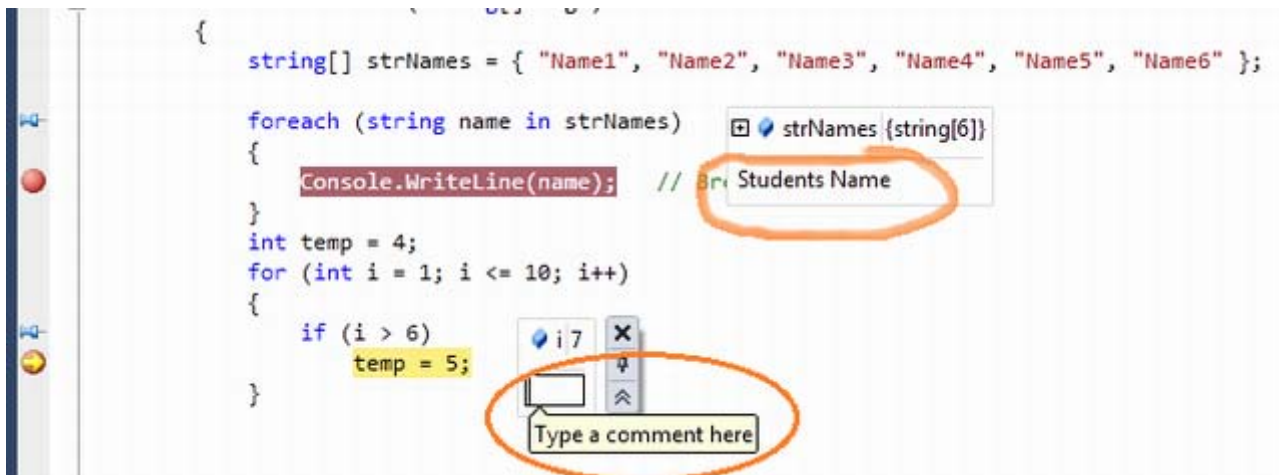 {
string[] strNames = { "Name1", "Name2", "Name3", "Name4", "Name5", "Name6" };
foreach (string name in strNames)
strNames {string[6]}
{
Console.WriteLine(name); //
Students Name
}
int temp = 4;
for (int i = 1; i <= 10; i++)
{
if (i > 6)
i 7
temp = 5;
}
Type a comment here